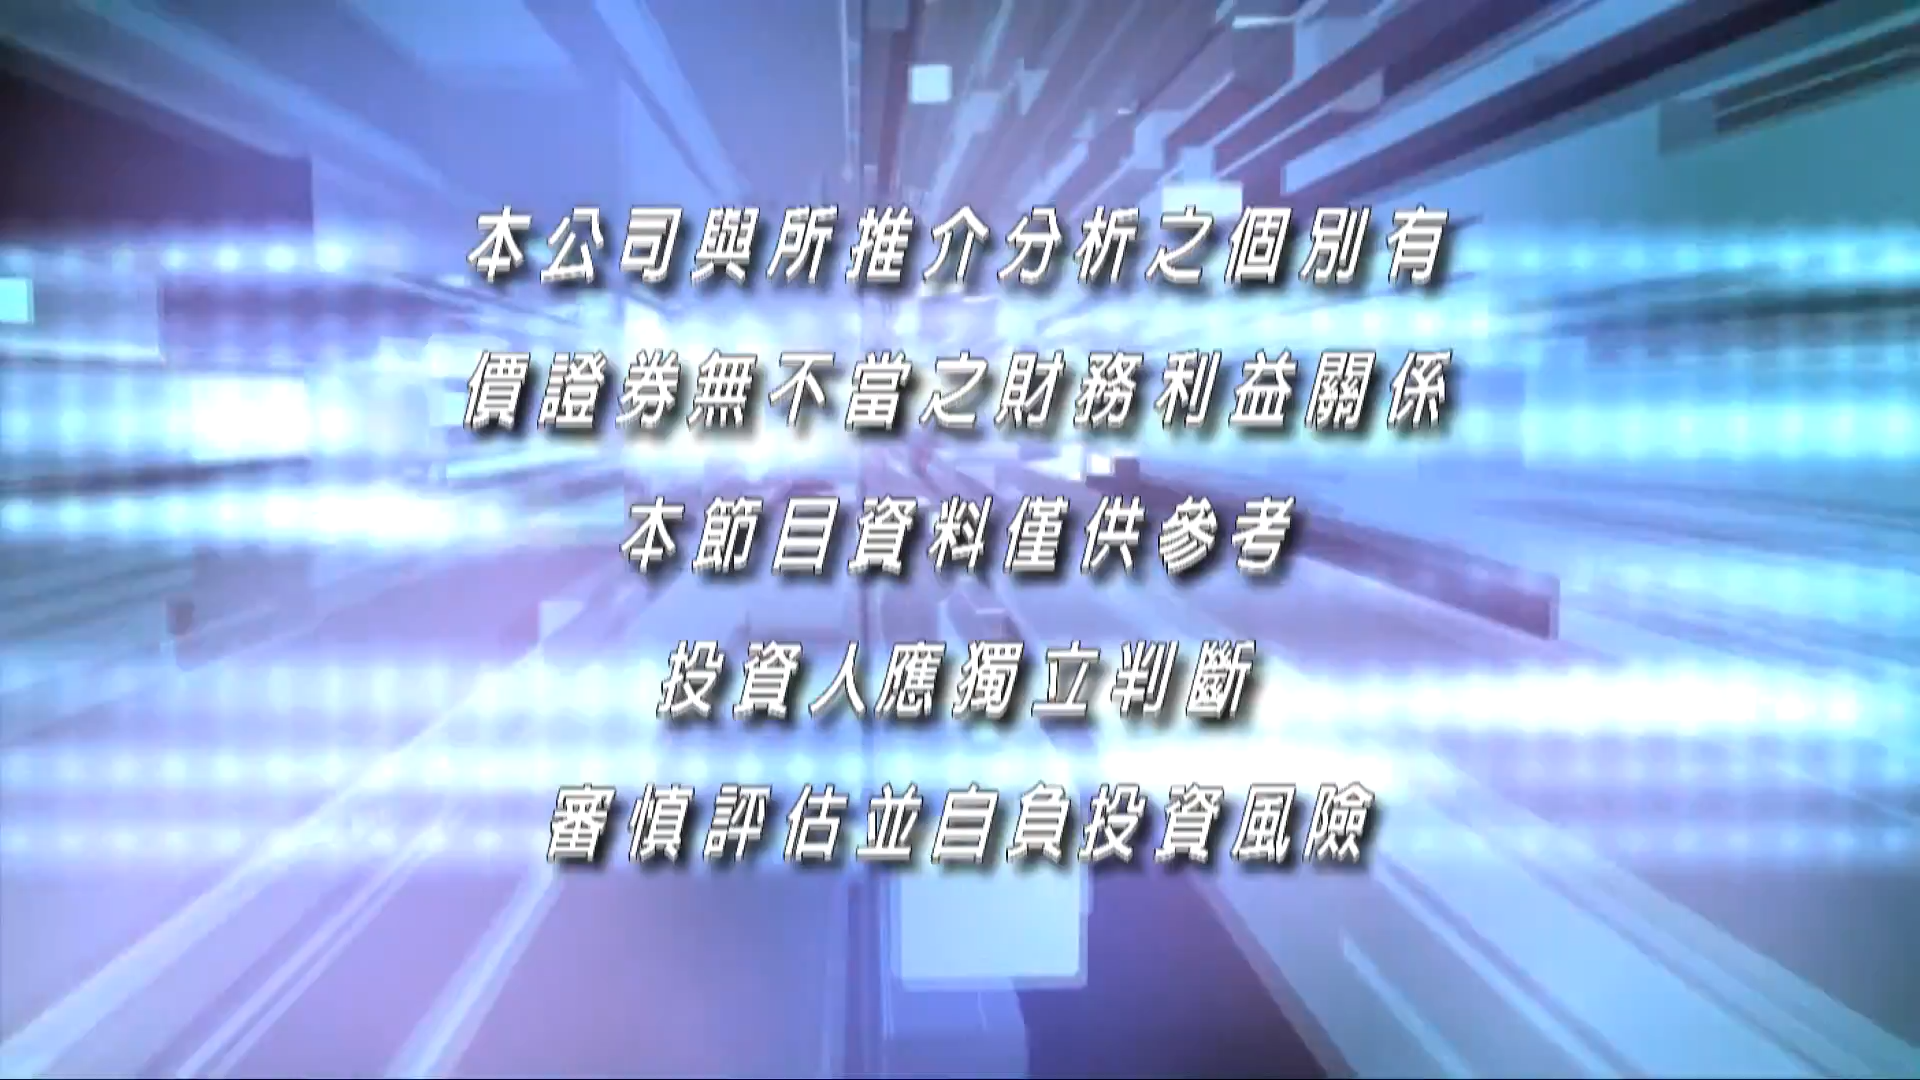 本公司與所推介分析之個別有
價證券無不當之財務利益關係
本節目資料僅供參考
投資人應獨立判斷
審慎評估並自負投資風險